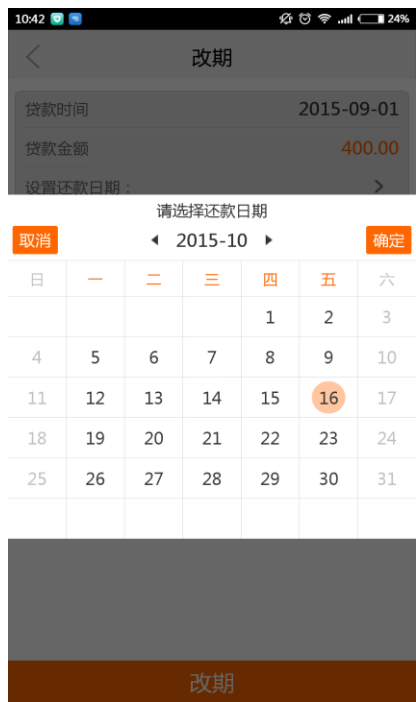 10:42 24%
改期
贷款时间 2015-09-01
贷款金额 400.00
设置还款日期：
请选择还款日期
取消 2015-10 确定
日 一 二 三 四 五 六
1 2 3
4 5 6 7 8 9 10
11 12 13 14 15 16 17
18 19 20 21 22 23 24
25 26 27 28 29 30 31
改期